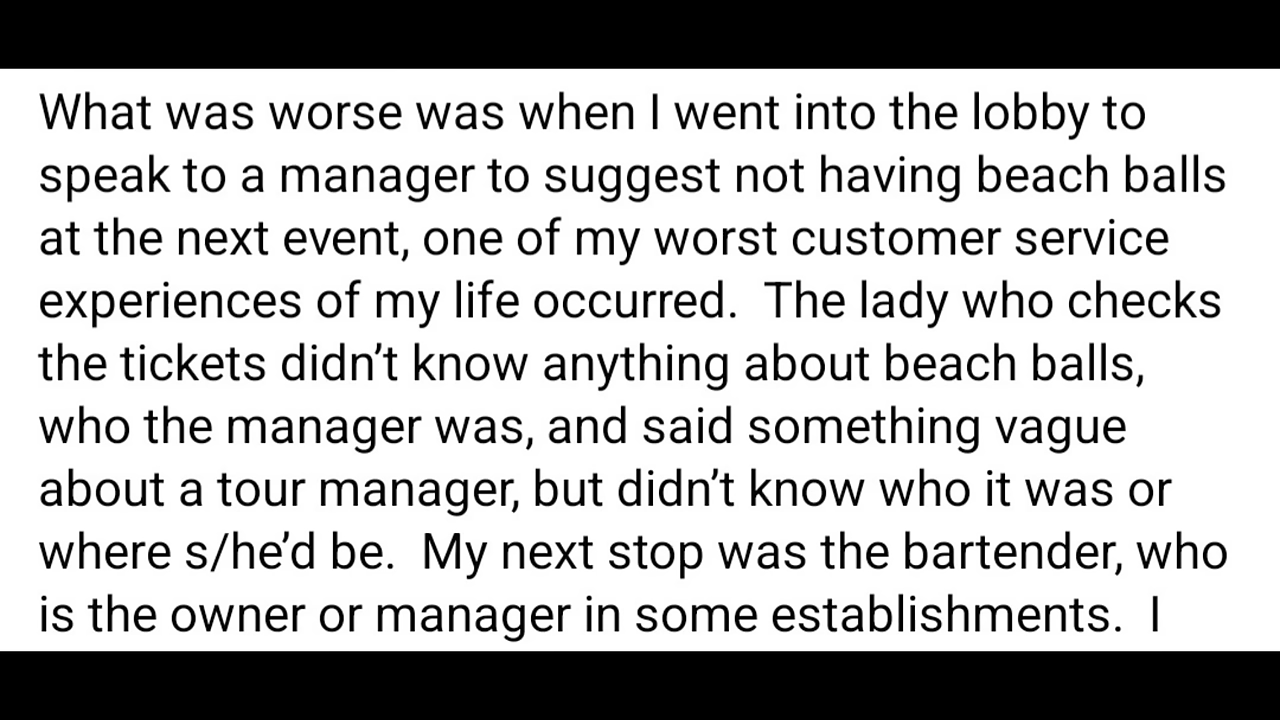 What was worse was when I went into the lobby to
speak to a manager to suggest not having beach balls
at the next event, one of my worst customer service
experiences of my life occurred.  The lady who checks
the tickets didn’t know anything about beach balls,
who the manager was, and said something vague
about a tour manager, but didn’t know who it was or
where s/he’d be.  My next stop was the bartender, who
is the owner or manager in some establishments.  I